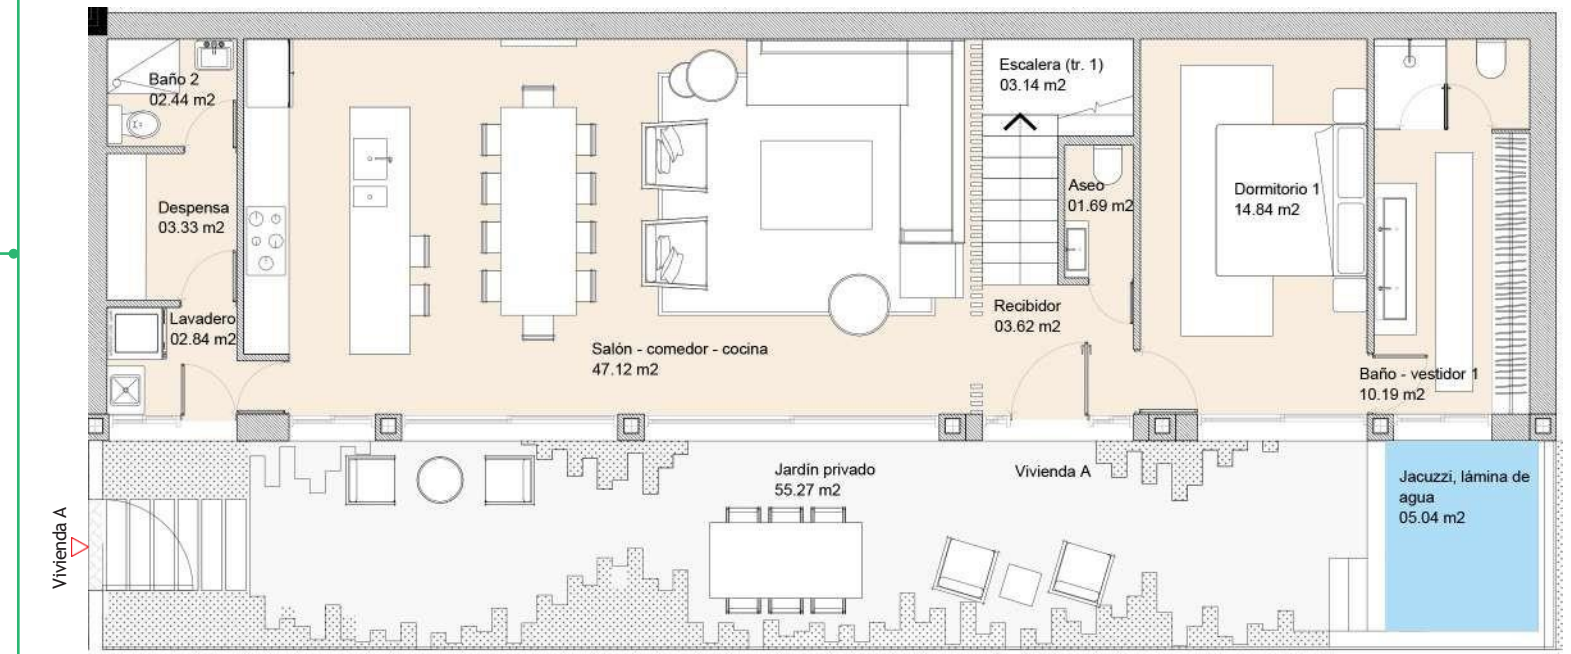 Baño 2
02.44 m2
Despensa
03.33 m2
Lavadero
02.84 m2
Salón - comedor - cocina
47.12 m2
Escalera (tr. 1)
03.14 m2
Aseo
01.69 m2
Recibidor
03.62 m2
Dormitorio 1
14.84 m2
Baño - vestidor 1
10.19 m2
Jardín privado
55.27 m2
Vivienda A
Jacuzzi, lámina de
agua
05.04 m2
Vivienda A